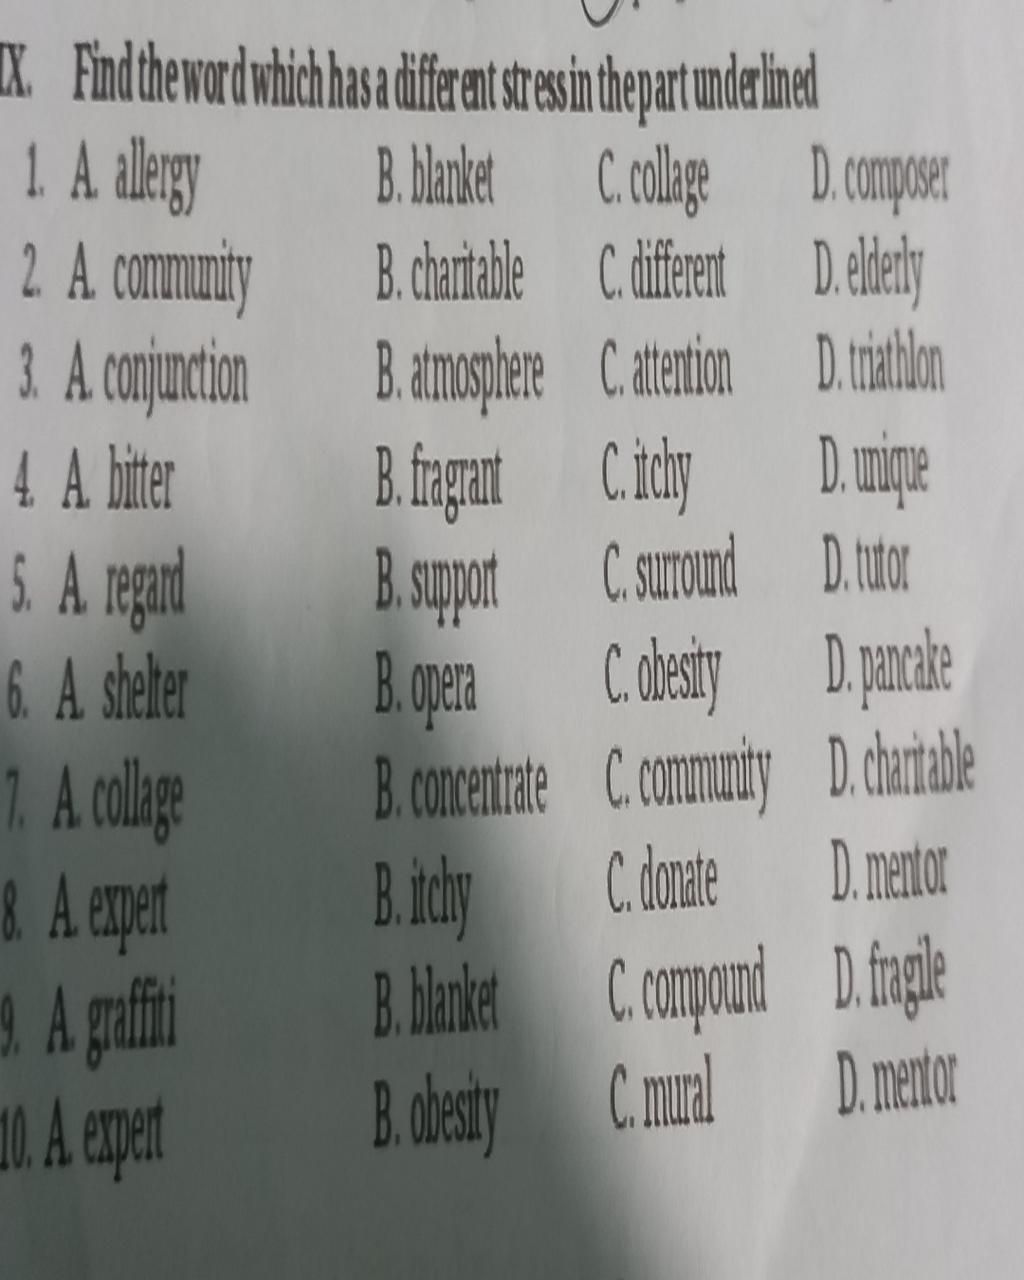 IX. Find the word which has a different stress in the part underlined
1. A. allergy B. blanket C. collage D. composer
2. A. community B. charitable C. different D. elderly
3. A. conjunction B. atmosphere C. attention D. triathlon
4. A. bitter B. fragrant C. itchy D. unique
5. A. regard B. support C. surround D. tutor
6. A. shelter B. opera C. obesity D. pancake
7. A. collage B. concentrate C. community D. charitable
8. A. expert B. itchy C. donate D. mentor
9. A. graffiti B. blanket C. compound D. fragile
10. A. expert B. obesity C. mural D. mentor